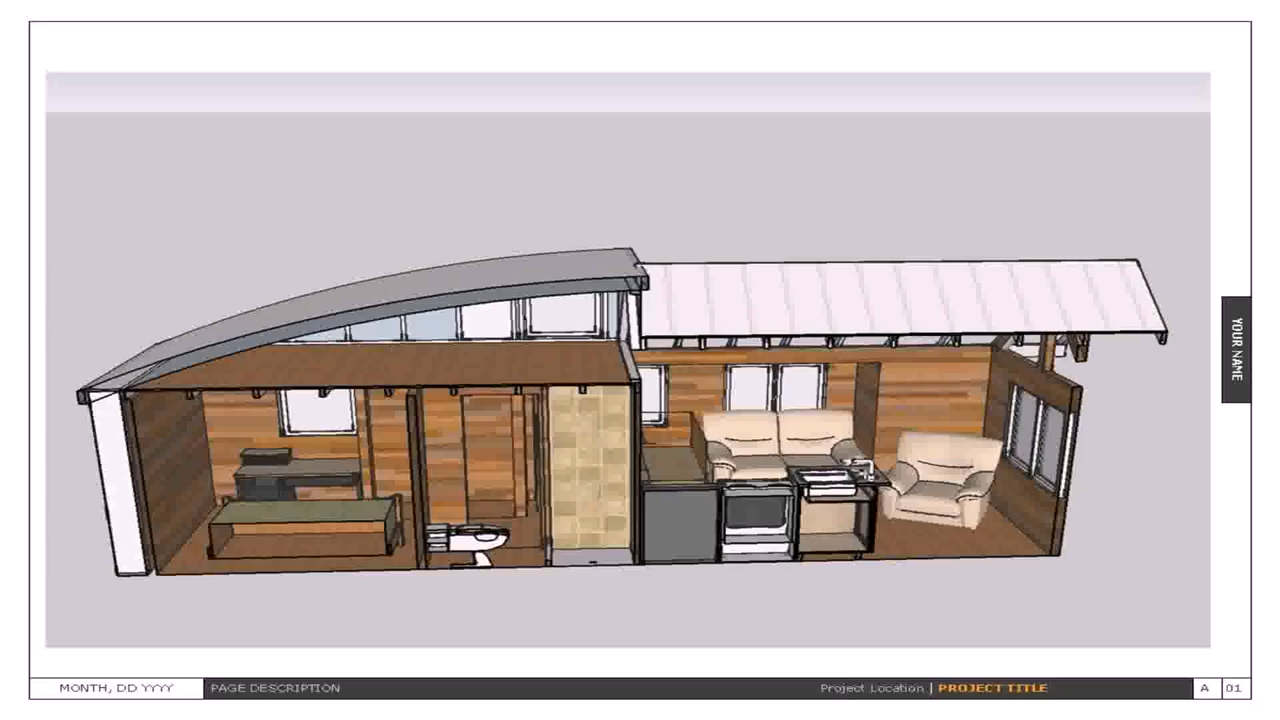 YOUR NAME
MONTH, DD YYYY
PAGE DESCRIPTION
Project Location | PROJECT TITLE
A 01